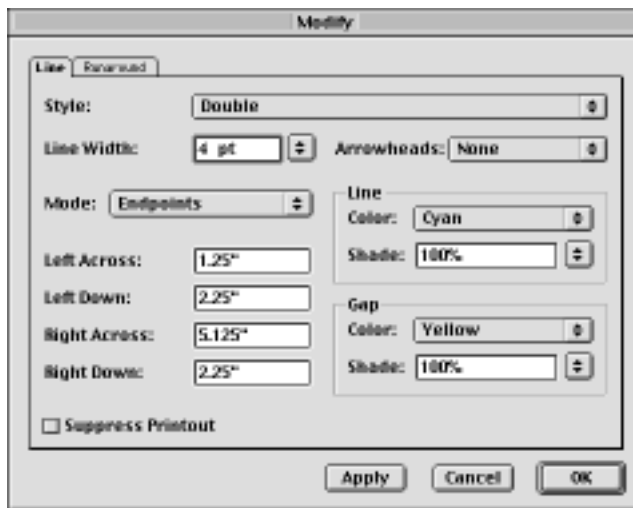 Modify
Line Runaround
Style: Double
Line Width: 4 pt Arrowheads: None
Mode: Endpoints
Line
Color: Cyan
Shade: 100%
Left Across: 1.25"
Left Down: 2.25"
Right Across: 5.125"
Right Down: 2.25"
Gap
Color: Yellow
Shade: 100%
Suppress Printout
Apply Cancel OK